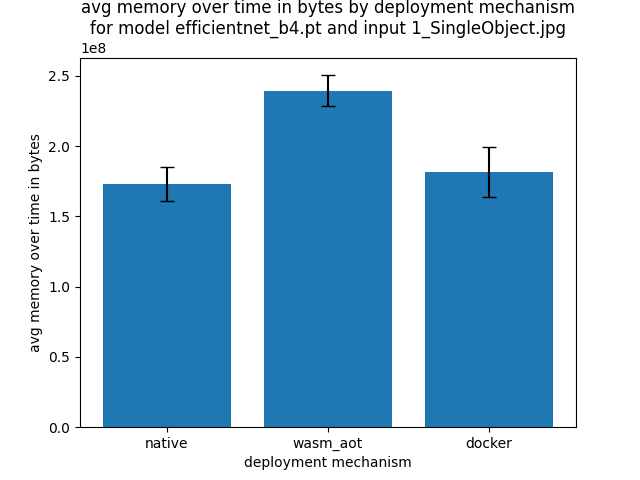 avg memory over time in bytes by deployment mechanism
for model efficientnet_b4.pt and input 1_SingleObject.jpg
1e8
2.5
2.0
1.5
1.0
0.5
0.0
avg memory over time in bytes
native
wasm_aot
docker
deployment mechanism